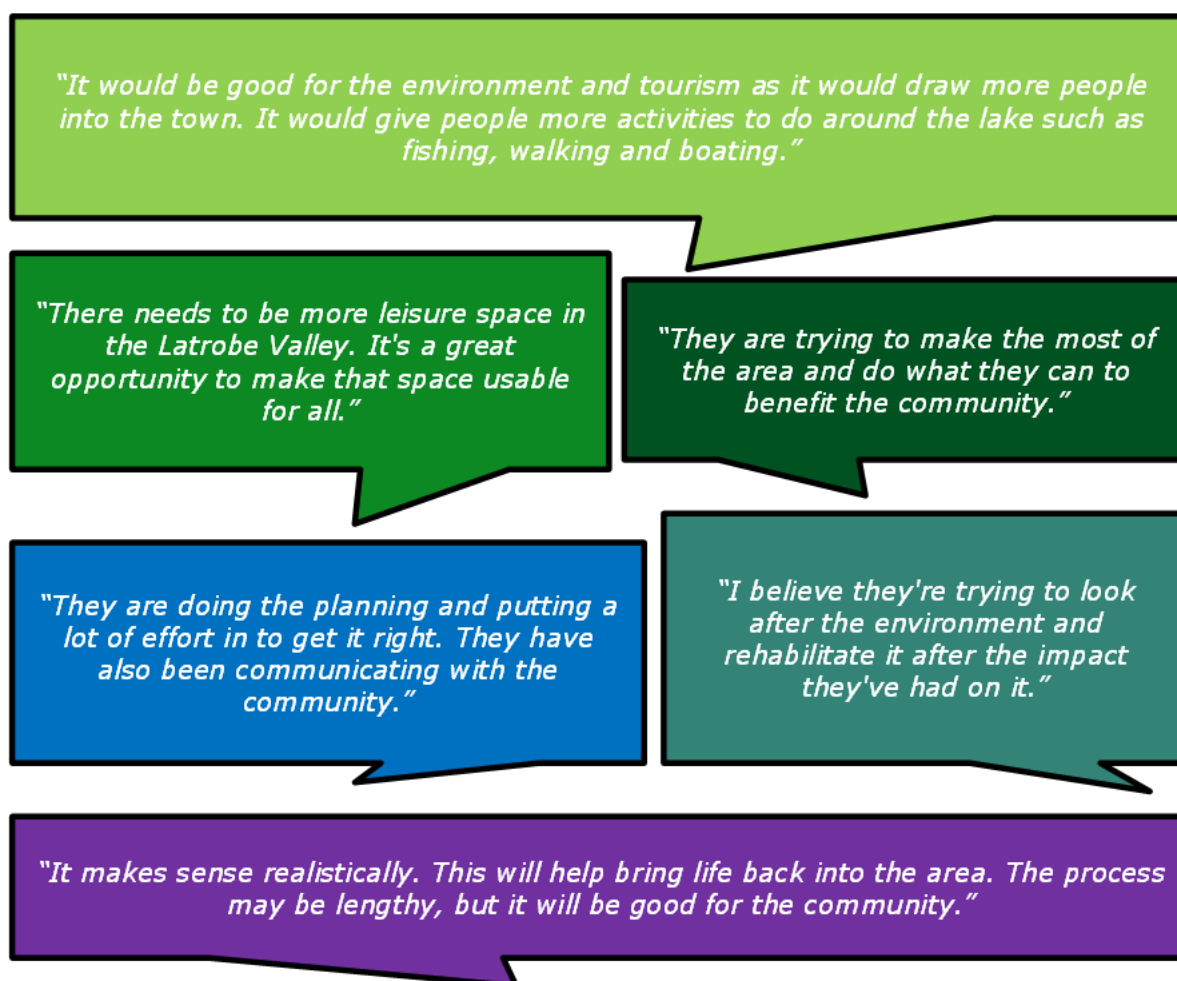 “It would be good for the environment and tourism as it would draw more people
into the town. It would give people more activities to do around the lake such as
fishing, walking and boating.”
“There needs to be more leisure space in
the Latrobe Valley. It's a great
opportunity to make that space usable
for all.”
“They are trying to make the most of
the area and do what they can to
benefit the community.”
“They are doing the planning and putting a
lot of effort in to get it right. They have
also been communicating with the
community.”
“I believe they're trying to look
after the environment and
rehabilitate it after the impact
they've had on it.”
“It makes sense realistically. This will help bring life back into the area. The process
may be lengthy, but it will be good for the community.”